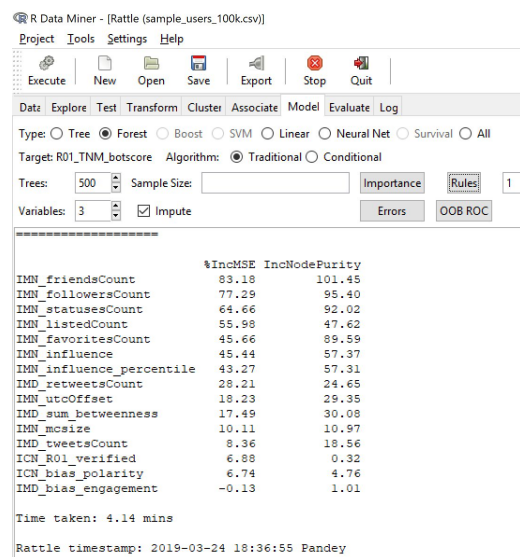 R Data Miner - [Rattle (sample_users_100k.csv)]
Project Tools Settings Help
Execute New Open Save Export Stop Quit
Data Explore Test Transform Cluster Associate Model Evaluate Log
Type: Tree Forest Boost SVM Linear Neural Net Survival All
Target: R01_TNM_botscore Algorithm: Traditional Conditional
Trees: 500 Sample Size: Importance Rules 1
Variables: 3 Impute Errors OOB ROC
===================
%IncMSE IncNodePurity
IMN_friendsCount 83.18 101.45
IMN_followersCount 77.29 95.40
IMN_statusesCount 64.66 92.02
IMN_listedCount 55.98 47.62
IMN_favoritesCount 45.66 89.59
IMN_influence 45.44 57.37
IMN_influence_percentile 43.27 57.31
IMD_retweetsCount 28.21 24.65
IMN_utcOffset 18.23 29.35
IMD_sum_betweenness 17.49 30.08
IMN_mcsize 10.11 10.97
IMD_tweetsCount 8.36 18.56
ICN_R01_verified 6.88 0.32
ICN_bias_polarity 6.74 4.76
IMD_bias_engagement -0.13 1.01
Time taken: 4.14 mins
Rattle timestamp: 2019-03-24 18:36:55 Pandey